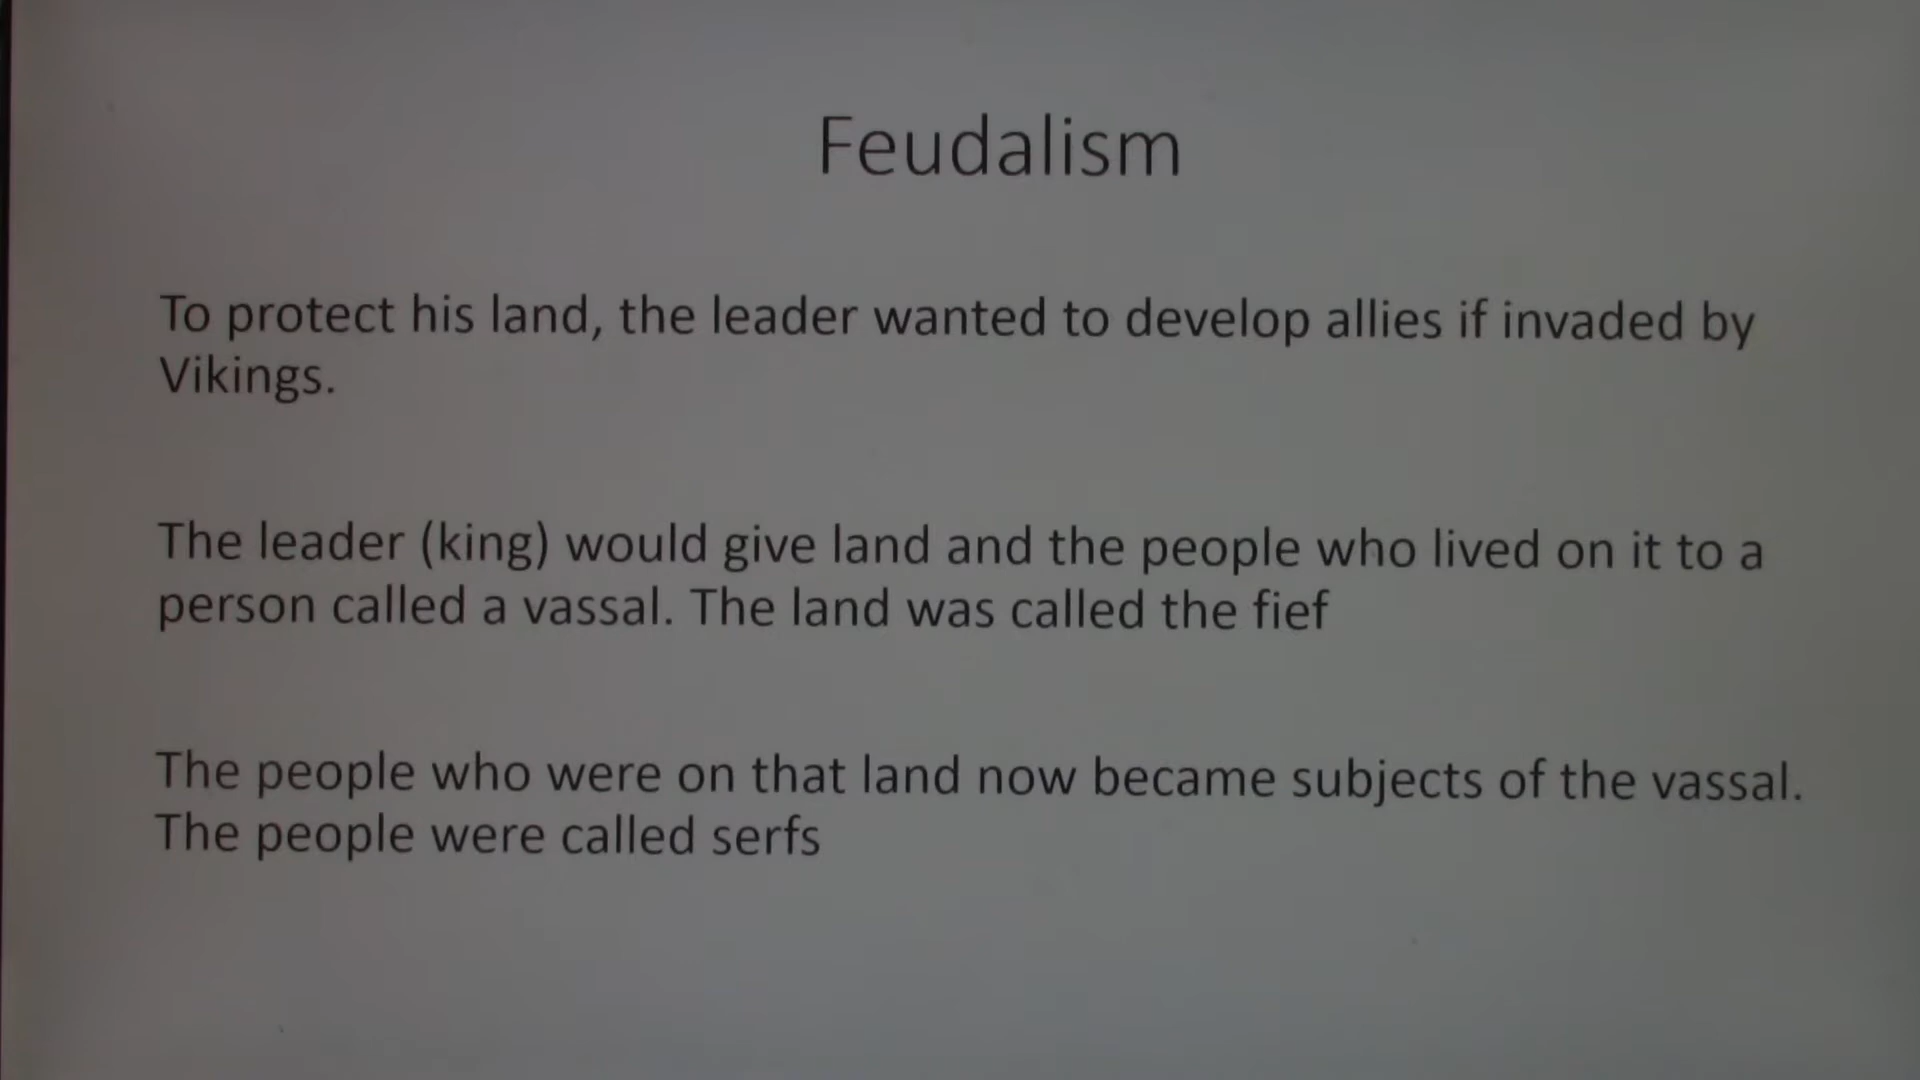 Feudalism
To protect his land, the leader wanted to develop allies if invaded by
Vikings.
The leader (king) would give land and the people who lived on it to a
person called a vassal. The land was called the fief
The people who were on that land now became subjects of the vassal.
The people were called serfs